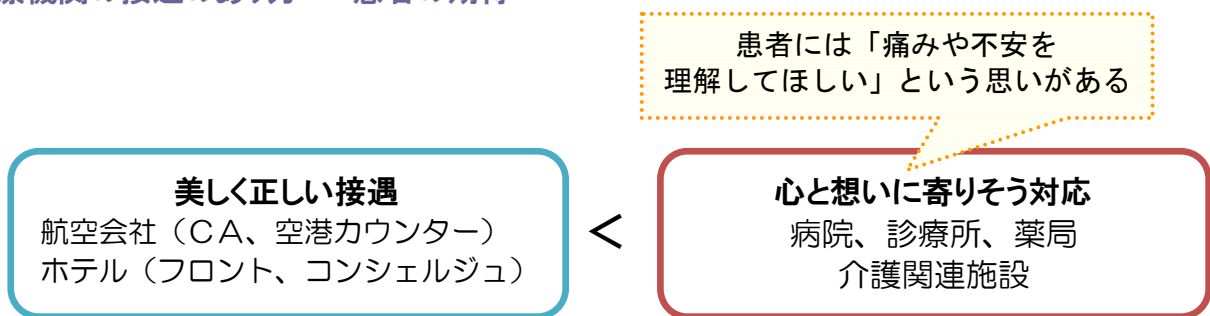 患者には「痛みや不安を
理解してほしい」という思いがある
美しく正しい接遇
航空会社（ＣＡ、空港カウンター）
ホテル（フロント、コンシェルジュ）
＜
心と想いに寄りそう対応
病院、診療所、薬局
介護関連施設